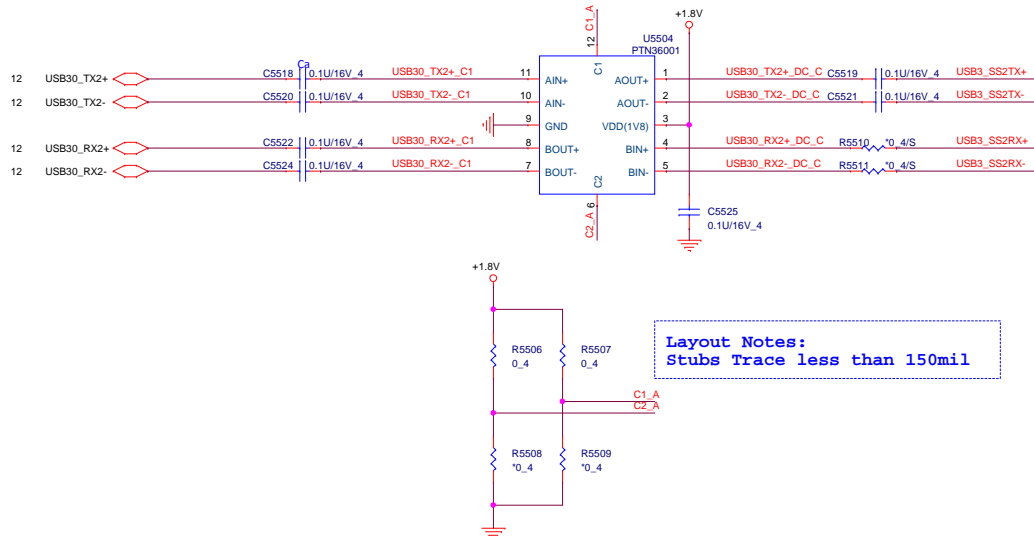 C1_A
12
+1.8V
U5504
PTN36001
C1
12 USB30_TX2+ C5518 Ca 0.1U/16V_4 USB30_TX2+_C1 11 AIN+ AOUT+ 1 USB30_TX2+_DC_C C5519 0.1U/16V_4 USB3_SS2TX+
12 USB30_TX2- C5520 0.1U/16V_4 USB30_TX2-_C1 10 AIN- AOUT- 2 USB30_TX2-_DC_C C5521 0.1U/16V_4 USB3_SS2TX-
9 GND VDD(1V8) 3
12 USB30_RX2+ C5522 0.1U/16V_4 USB30_RX2+_C1 8 BOUT+ BIN+ 4 USB30_RX2+_DC_C R5510 *0_4/S USB3_SS2RX+
12 USB30_RX2- C5524 0.1U/16V_4 USB30_RX2-_C1 7 BOUT- BIN- 5 USB30_RX2-_DC_C R5511 *0_4/S USB3_SS2RX-
C2
6
C2_A
C5525
0.1U/16V_4
+1.8V
R5506
0_4
R5507
0_4
Layout Notes:
Stubs Trace less than 150mil
C1_A
C2_A
R5508
*0_4
R5509
*0_4